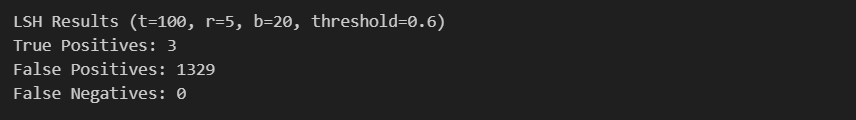 LSH Results (t=100, r=5, b=20, threshold=0.6)
True Positives: 3
False Positives: 1329
False Negatives: 0